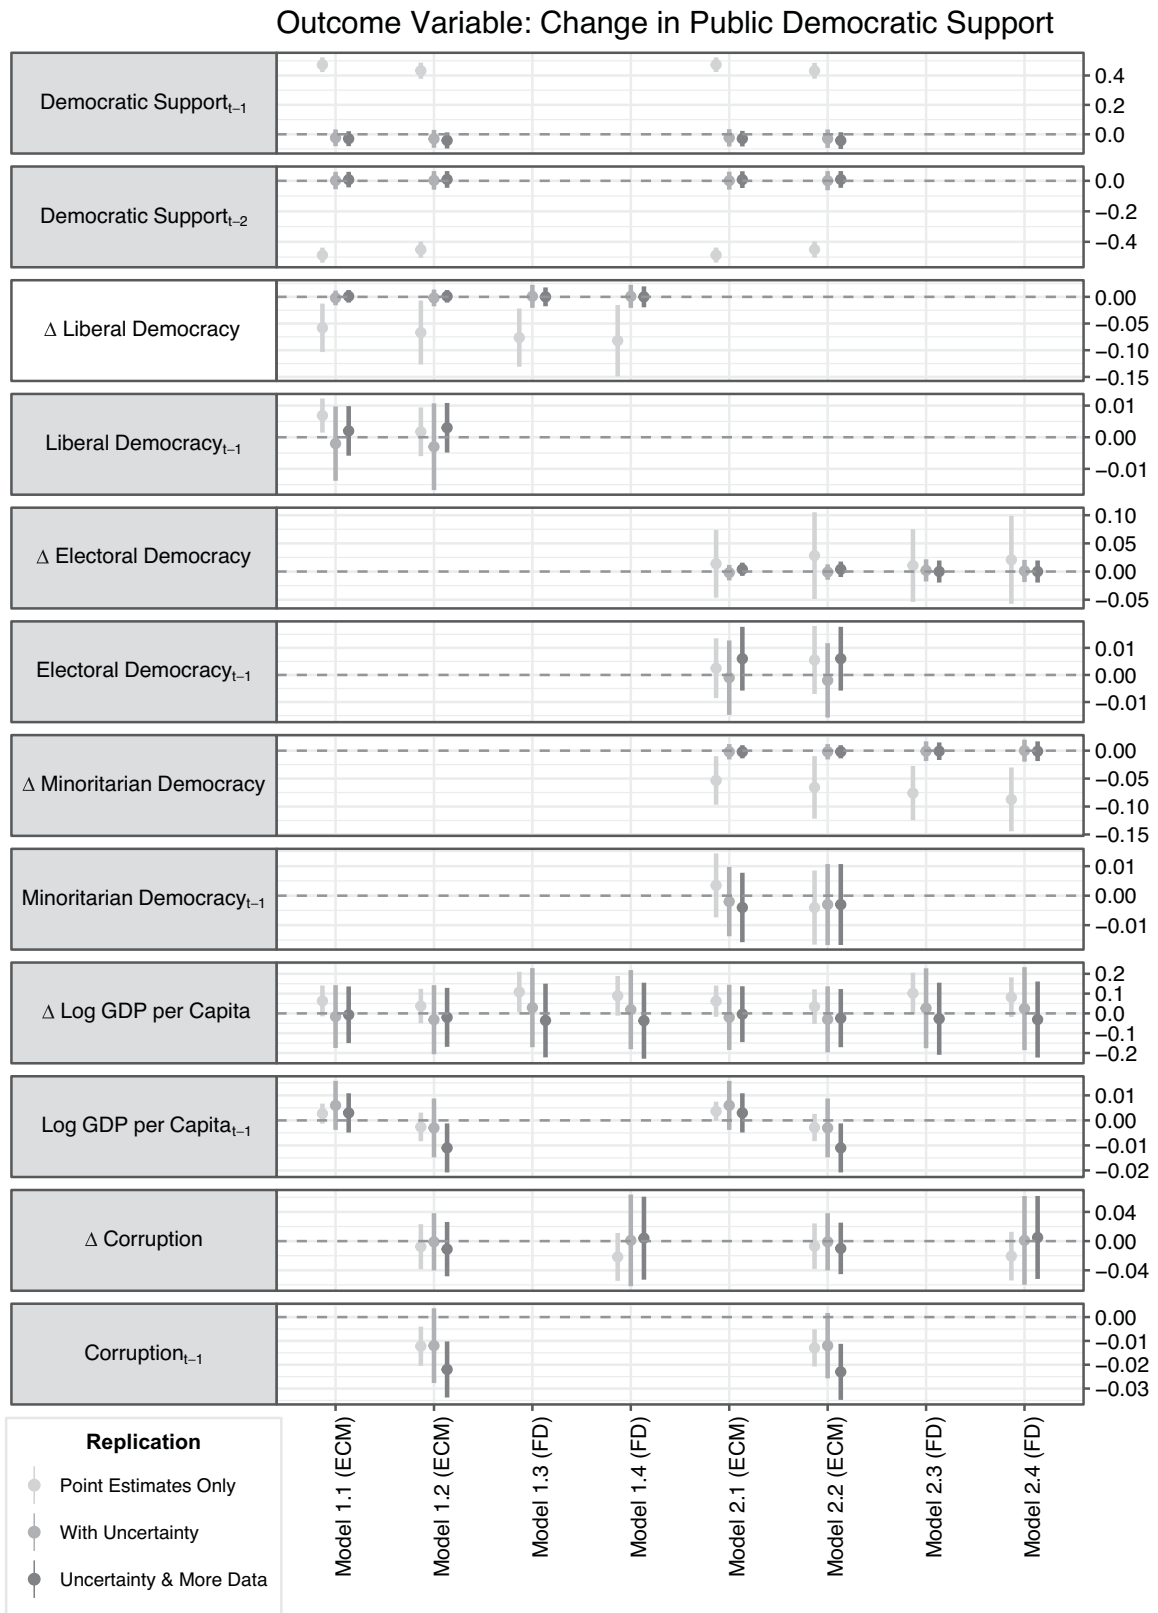 Outcome Variable: Change in Public Democratic Support
Democratic Supportt−1
0.4
0.2
0.0
Democratic Supportt−2
0.0
−0.2
−0.4
Δ Liberal Democracy
0.00
−0.05
−0.10
−0.15
Liberal Democracyt−1
0.01
0.00
−0.01
Δ Electoral Democracy
0.10
0.05
0.00
−0.05
Electoral Democracyt−1
0.01
0.00
−0.01
Δ Minoritarian Democracy
0.00
−0.05
−0.10
−0.15
Minoritarian Democracyt−1
0.01
0.00
−0.01
Δ Log GDP per Capita
0.2
0.1
0.0
−0.1
−0.2
Log GDP per Capitat−1
0.01
0.00
−0.01
−0.02
Δ Corruption
0.04
0.00
−0.04
Corruptiont−1
0.00
−0.01
−0.02
−0.03
Model 1.1 (ECM)
Model 1.2 (ECM)
Model 1.3 (FD)
Model 1.4 (FD)
Model 2.1 (ECM)
Model 2.2 (ECM)
Model 2.3 (FD)
Model 2.4 (FD)
Replication
Point Estimates Only
With Uncertainty
Uncertainty & More Data